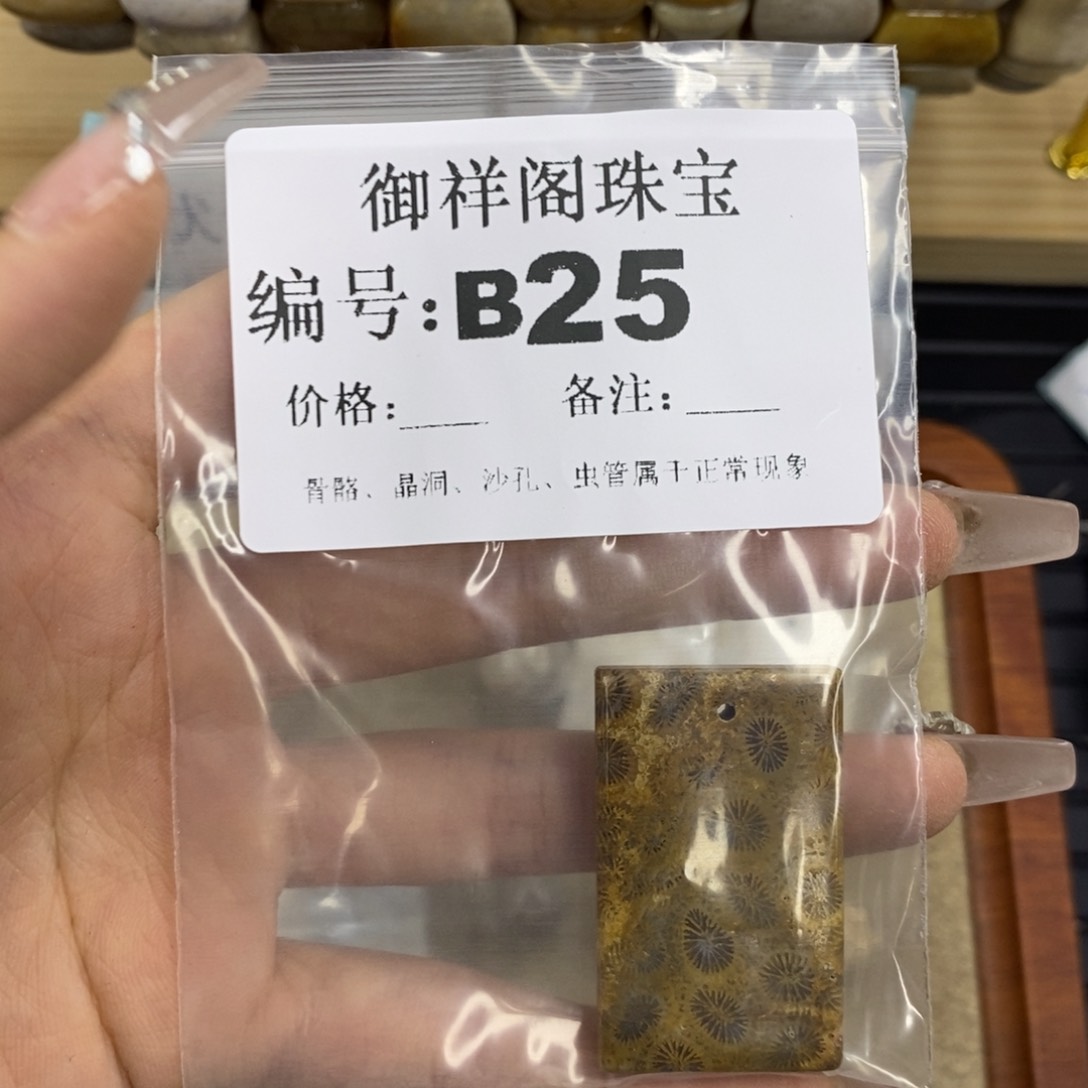 御祥阁珠宝
编号:B25
价格:____ 备注:____
骨骼、晶洞、沙孔、虫管属于正常现象